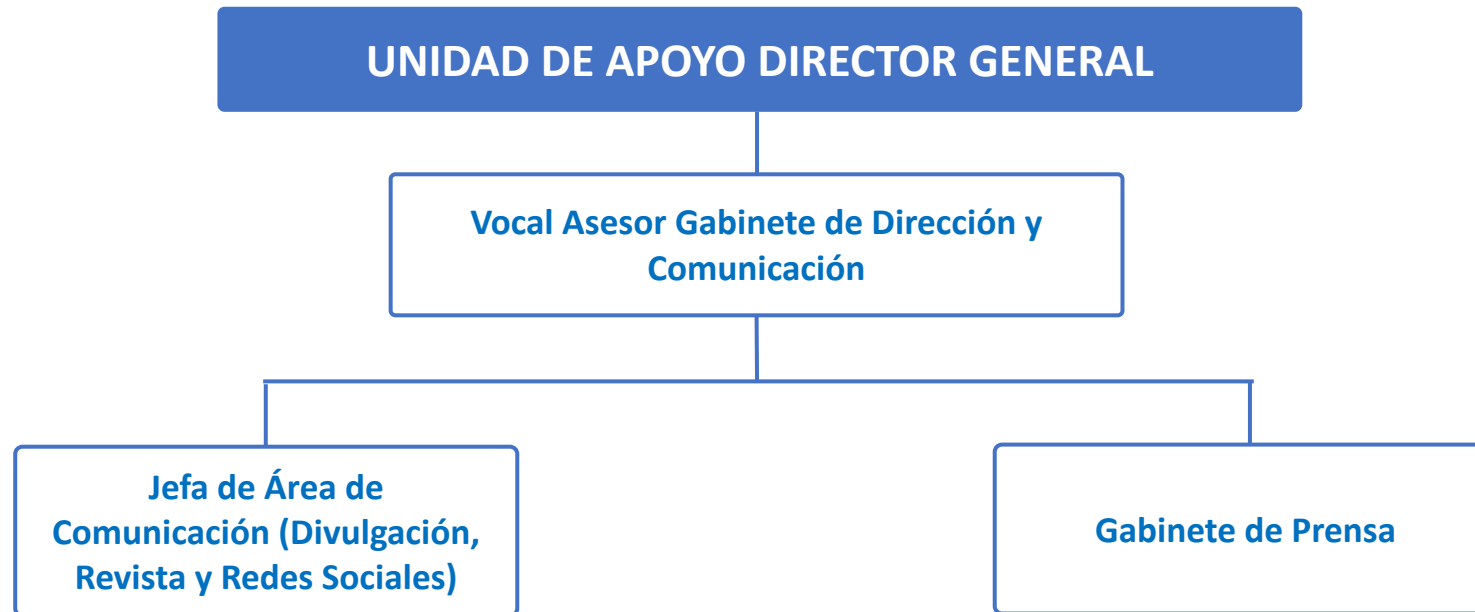 UNIDAD DE APOYO DIRECTOR GENERAL
Vocal Asesor Gabinete de Dirección y
Comunicación
Jefa de Área de
Comunicación (Divulgación,
Revista y Redes Sociales)
Gabinete de Prensa